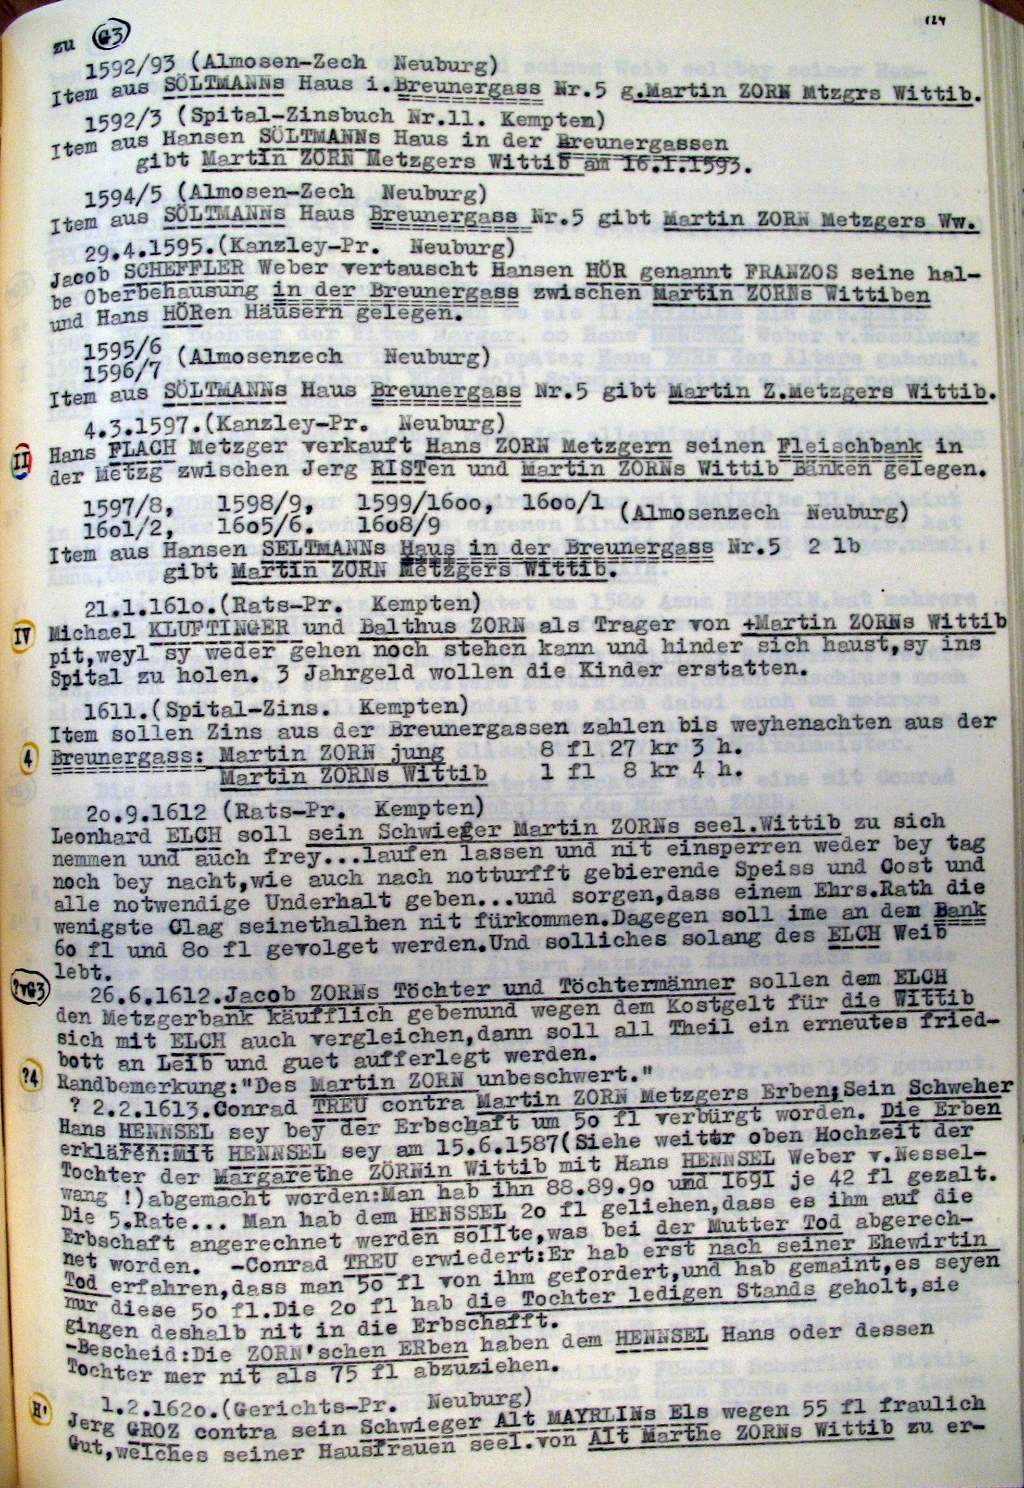 124
zu G3
1592/93 (Almosen-Zech Neuburg)
Item aus SÖLTMANNs Haus i.Breunergass Nr.5 g.Martin ZORN Mtzgrs Wittib.
1592/3 (Spital-Zinsbuch Nr.11. Kempten)
Item aus Hansen SÖLTMANNs Haus in der Breunergassen
gibt Martin ZORN Metzgers Wittib am 16.1.1593.
1594/5 (Almosen-Zech Neuburg)
Item aus SÖLTMANNs Haus Breunergass Nr.5 gibt Martin ZORN Metzgers Ww.
29.4.1595.(Kanzley-Pr. Neuburg)
Jacob SCHEFFLER Weber vertauscht Hansen HÖR genannt FRANZOS seine hal-
be Oberbehausung in der Breunergass zwischen Martin ZORNs Wittiben
und Hans HÖRen Häusern gelegen.
1595/6
1596/7 (Almosenzech Neuburg)
Item aus SÖLTMANNs Haus Breunergass Nr.5 gibt Martin Z.Metzgers Wittib.
4.3.1597.(Kanzley-Pr. Neuburg)
II Hans FLACH Metzger verkauft Hans ZORN Metzgern seinen Fleischbank in
der Metzg zwischen Jerg RISTen und Martin ZORNs Wittib Bänken gelegen.
1597/8, 1598/9, 1599/16oo, 16oo/1 (Almosenzech Neuburg)
16o1/2, 16o5/6. 16o8/9
Item aus Hansen SELTMANNs Haus in der Breunergass Nr.5 2 lb
gibt Martin ZORN Metzgers Wittib.
21.1.161o.(Rats-Pr. Kempten)
IV Michael KLUFTINGER und Balthus ZORN als Trager von +Martin ZORNs Wittib
pit,weyl sy weder gehen noch stehen kann und hinder sich haust,sy ins
Spital zu holen. 3 Jahrgeld wollen die Kinder erstatten.
1611.(Spital-Zins. Kempten)
Item sollen Zins aus der Breunergassen zahlen bis weyhenachten aus der
4 Breunergass: Martin ZORN jung 8 fl 27 kr 3 h.
Martin ZORNs Wittib 1 fl 8 kr 4 h.
2o.9.1612 (Rats-Pr. Kempten)
Leonhard ELCH soll sein Schwieger Martin ZORNs seel.Wittib zu sich
nemmen und auch frey...laufen lassen und nit einsperren weder bey tag
noch bey nacht,wie auch nach notturfft gebierende Speiss und Cost und
alle notwendige Underhalt geben...und sorgen,dass einem Ehrs.Rath die
wenigste Clag seinethalben nit fürkommen.Dagegen soll ime an dem Bank
6o fl und 8o fl gevolget werden.Und solliches solang des ELCH Weib
lebt.
?vG3 26.6.1612.Jacob ZORNs Töchter und Töchtermänner sollen dem ELCH
den Metzgerbank käufflich gebenund wegen dem Kostgelt für die Wittib
sich mit ELCH auch vergleichen,dann soll all Theil ein erneutes fried-
bott an Leib und guet aufferlegt werden.
?4 Randbemerkung:"Des Martin ZORN unbeschwert."
? 2.2.1613.Conrad TREU contra Martin ZORN Metzgers Erben;Sein Schweher
Hans HENNSEL sey bey der Erbschaft um 5o fl verbürgt worden. Die Erben
erklären:Mit HENNSEL sey am 15.6.1587(Siehe weiter oben Hochzeit der
Tochter der Margarethe ZÖRNin Wittib mit Hans HENNSEL Weber v.Nessel-
wang !)abgemacht worden:Man hab ihn 88.89.9o und 1691 je 42 fl gezalt.
Die 5.Rate... Man hab dem HENSSEL 2o fl geliehen,dass es ihm auf die
Erbschaft angerechnet werden sollte,was bei der Mutter Tod abgerech-
net worden. -Conrad TREU erwiedert:Er hab erst nach seiner Ehewirtin
Tod erfahren,dass man 5o fl von ihm gefordert,und hab gemaint,es seyen
nur diese 5o fl.Die 2o fl hab die Tochter ledigen Stands geholt,sie
gingen deshalb nit in die Erbschafft.
-Bescheid:Die ZORN'schen ERben haben dem HENNSEL Hans oder dessen
Tochter mer nit als 75 fl abzuziehen.
1.2.162o.(Gerichts-Pr. Neuburg)
H' Jerg GROZ contra sein Schwieger Alt MAYRLINs Els wegen 55 fl fraulich
Gut,welches seiner Hausfrauen seel.von Alt Marthe ZORNs Wittib zu er-